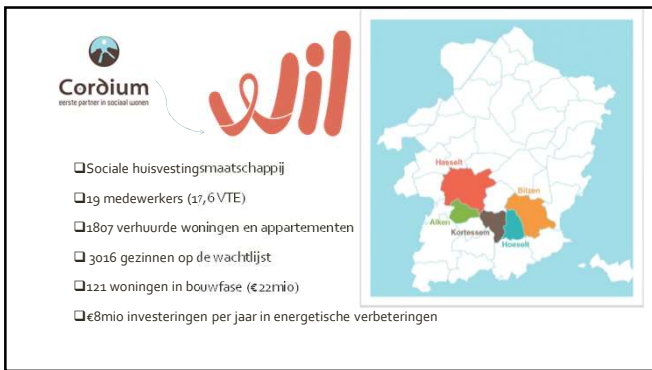 Cordium
eerste partner in sociaal wonen
wil
Sociale huisvestingsmaatschappij
19 medewerkers (17,6 VTE)
1807 verhuurde woningen en appartementen
3016 gezinnen op de wachtlijst
121 woningen in bouwfase (€22mio)
€8mio investeringen per jaar in energetische verbeteringen
Hasselt
Bilzen
Alken
Kortessem
Hoeselt